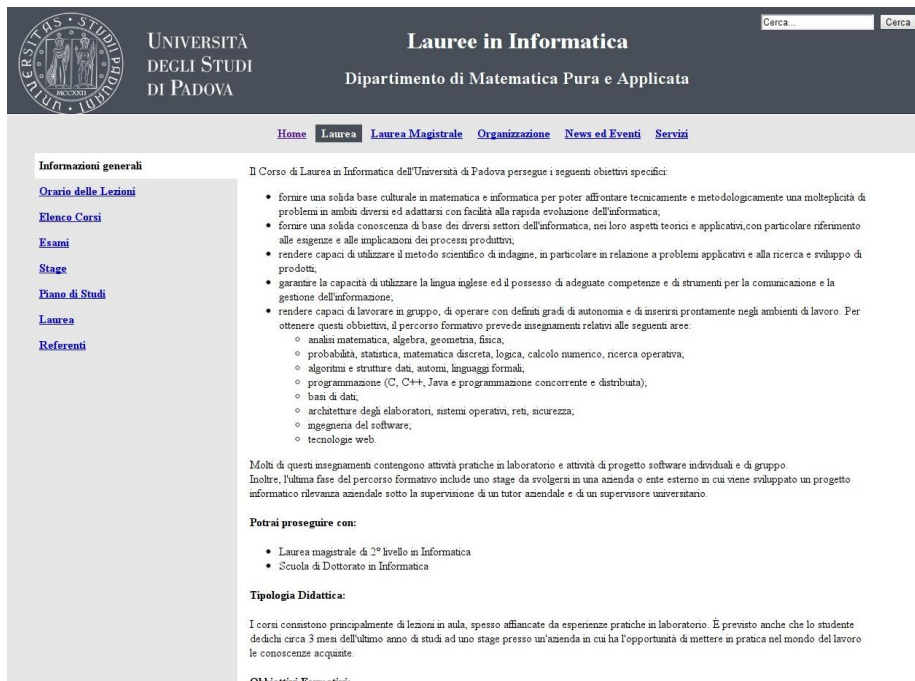 UNIVERSITÀ
DEGLI STUDI
DI PADOVA
UNIVERSITAS · STUDII PADUANI
MCCXXII
Lauree in Informatica
Dipartimento di Matematica Pura e Applicata
Cerca...
Cerca
Home Laurea Laurea Magistrale Organizzazione News ed Eventi Servizi
Informazioni generali
Orario delle Lezioni
Elenco Corsi
Esami
Stage
Piano di Studi
Laurea
Referenti
Il Corso di Laurea in Informatica dell'Università di Padova persegue i seguenti obiettivi specifici:
• fornire una solida base culturale in matematica e informatica per poter affrontare tecnicamente e metodologicamente una molteplicità di
problemi in ambiti diversi ed adattarsi con facilità alla rapida evoluzione dell'informatica;
• fornire una solida conoscenza di base dei diversi settori dell'informatica, nei loro aspetti teorici e applicativi,con particolare riferimento
alle esigenze e alle implicazioni dei processi produttivi;
• rendere capaci di utilizzare il metodo scientifico di indagine, in particolare in relazione a problemi applicativi e alla ricerca e sviluppo di
prodotti;
• garantire la capacità di utilizzare la lingua inglese ed il possesso di adeguate competenze e di strumenti per la comunicazione e la
gestione dell'informazione;
• rendere capaci di lavorare in gruppo, di operare con definiti gradi di autonomia e di inserirsi prontamente negli ambienti di lavoro. Per
ottenere questi obbiettivi, il percorso formativo prevede insegnamenti relativi alle seguenti aree:
◦ analisi matematica, algebra, geometria, fisica;
◦ probabilità, statistica, matematica discreta, logica, calcolo numerico, ricerca operativa;
◦ algoritmi e strutture dati, automi, linguaggi formali;
◦ programmazione (C, C++, Java e programmazione concorrente e distribuita);
◦ basi di dati;
◦ architetture degli elaboratori, sistemi operativi, reti, sicurezza;
◦ ingegneria del software;
◦ tecnologie web.
Molti di questi insegnamenti contengono attività pratiche in laboratorio e attività di progetto software individuali e di gruppo.
Inoltre, l'ultima fase del percorso formativo include uno stage da svolgersi in una azienda o ente esterno in cui viene sviluppato un progetto
informatico rilevanza aziendale sotto la supervisione di un tutor aziendale e di un supervisore universitario.
Potrai proseguire con:
• Laurea magistrale di 2° livello in Informatica
• Scuola di Dottorato in Informatica
Tipologia Didattica:
I corsi consistono principalmente di lezioni in aula, spesso affiancate da esperienze pratiche in laboratorio. È previsto anche che lo studente
dedichi circa 3 mesi dell'ultimo anno di studi ad uno stage presso un'azienda in cui ha l'opportunità di mettere in pratica nel mondo del lavoro
le conoscenze acquisite.
Obbiettivi Formativi: